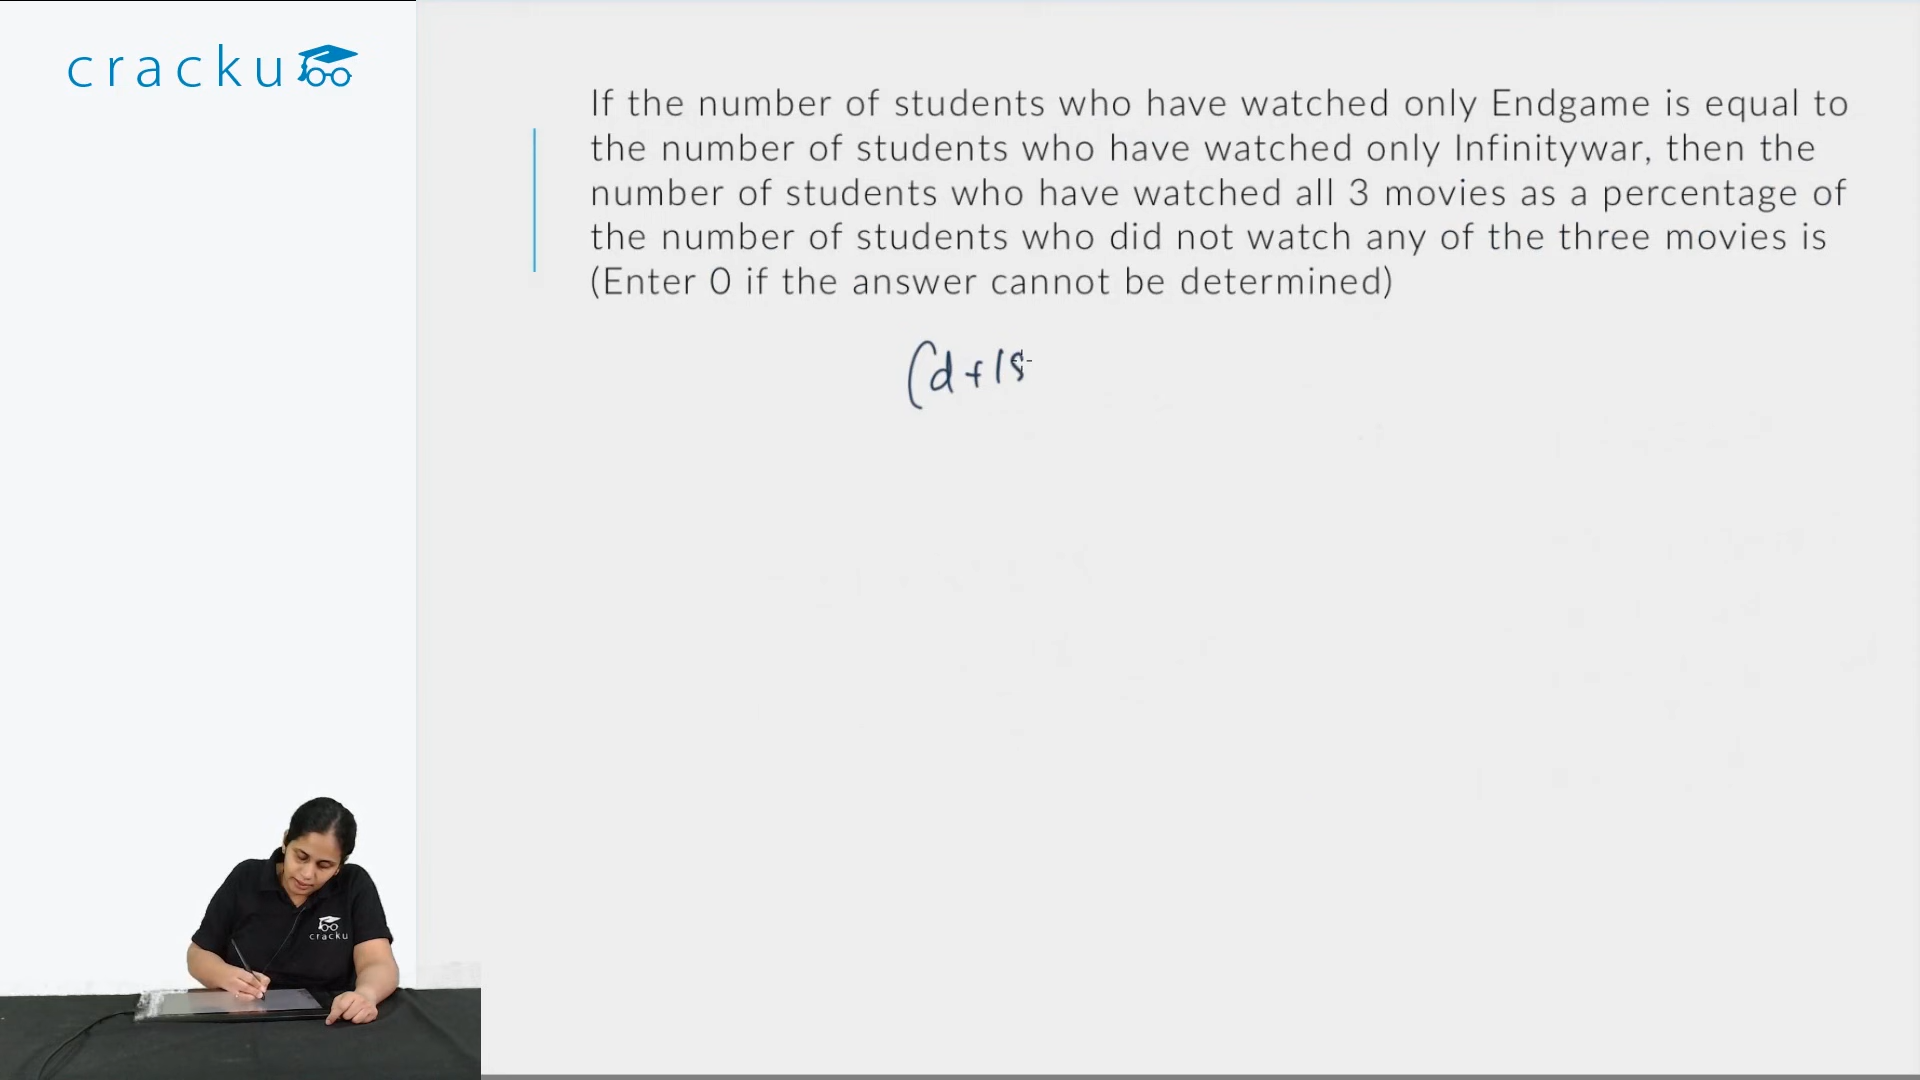 cracku
If the number of students who have watched only Endgame is equal to
the number of students who have watched only Infinitywar, then the
number of students who have watched all 3 movies as a percentage of
the number of students who did not watch any of the three movies is
(Enter 0 if the answer cannot be determined)
(d+18
cracku